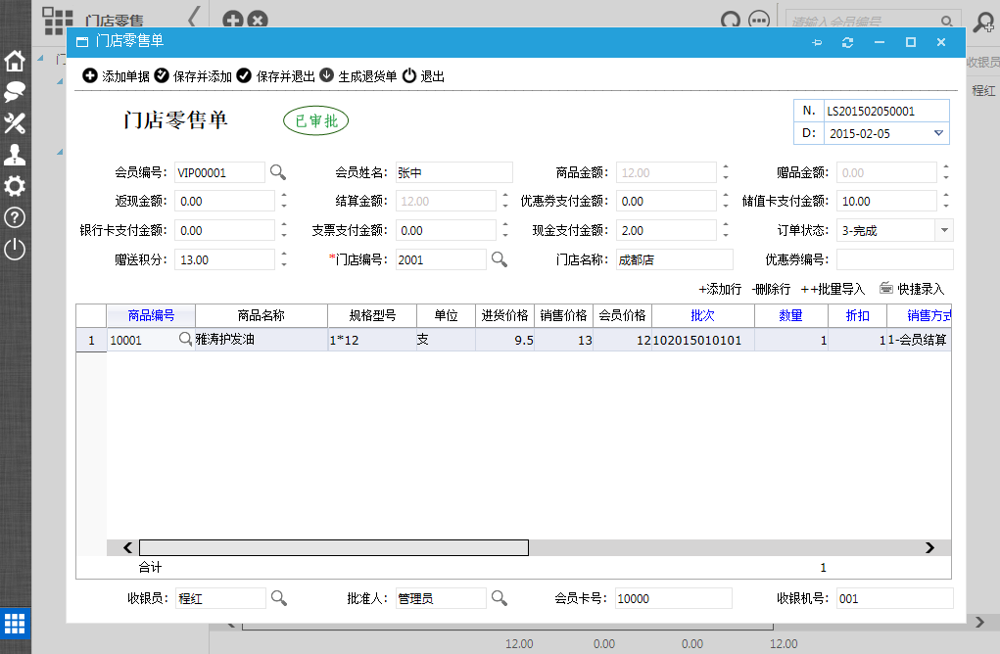 门店零售
请输入会员编号
门店零售单
添加单据 保存并添加 保存并退出 生成退货单 退出
门店零售单 已审批
N. LS201502050001
D: 2015-02-05
收银员
程红
会员编号: VIP00001 会员姓名: 张中 商品金额: 12.00 赠品金额: 0.00
返现金额: 0.00 结算金额: 12.00 优惠券支付金额: 0.00 储值卡支付金额: 10.00
银行卡支付金额: 0.00 支票支付金额: 0.00 现金支付金额: 2.00 订单状态: 3-完成
赠送积分: 13.00 *门店编号: 2001 门店名称: 成都店 优惠券编号:
+添加行 -删除行 ++批量导入 快捷录入
商品编号 商品名称 规格型号 单位 进货价格 销售价格 会员价格 批次 数量 折扣 销售方式
1 10001 雅涛护发油 1*12 支 9.5 13 12 102015010101 1 1 1-会员结算
合计 1
收银员: 程红 批准人: 管理员 会员卡号: 10000 收银机号: 001
12.00 0.00 0.00 12.00